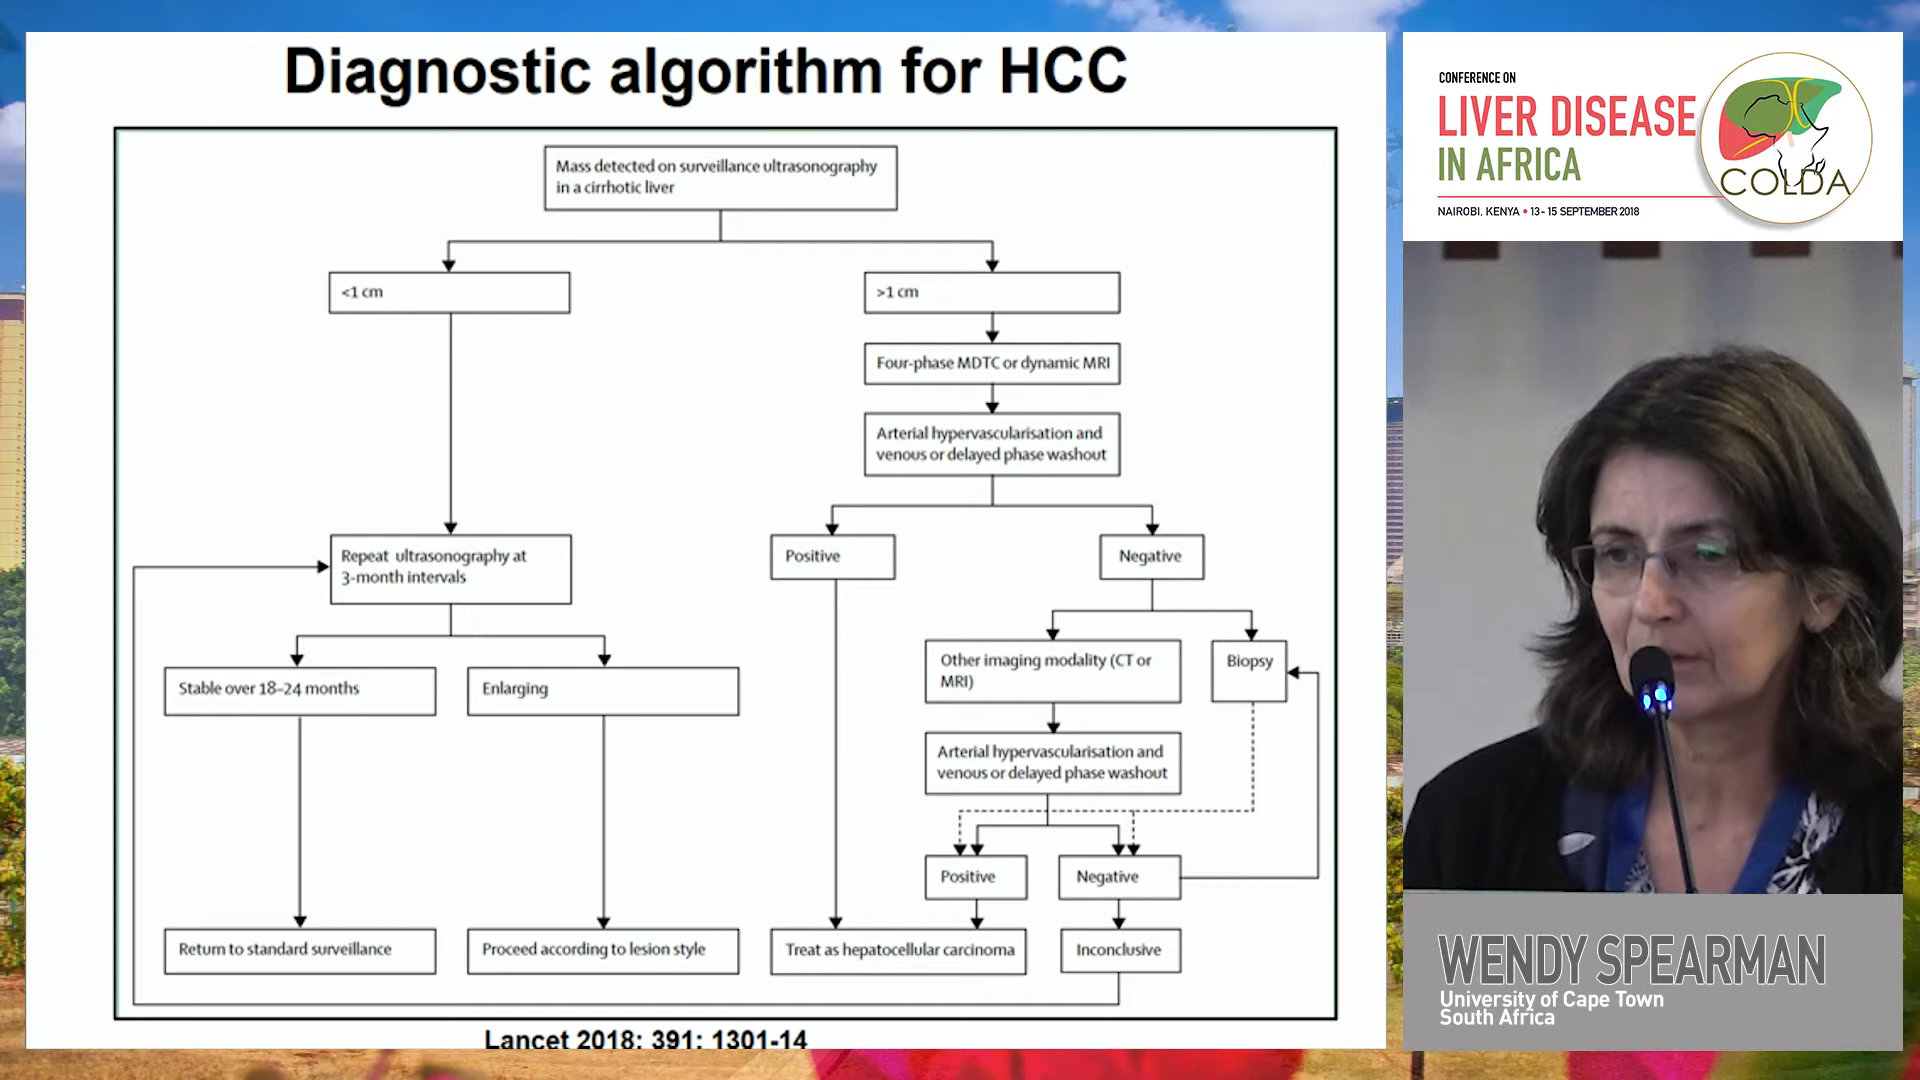 Diagnostic algorithm for HCC
Mass detected on surveillance ultrasonography
in a cirrhotic liver
<1 cm
>1 cm
Four-phase MDTC or dynamic MRI
Arterial hypervascularisation and
venous or delayed phase washout
Repeat ultrasonography at
3-month intervals
Positive
Negative
Stable over 18–24 months
Enlarging
Other imaging modality (CT or
MRI)
Biopsy
Arterial hypervascularisation and
venous or delayed phase washout
Positive
Negative
Return to standard surveillance
Proceed according to lesion style
Treat as hepatocellular carcinoma
Inconclusive
Lancet 2018; 391: 1301-14
CONFERENCE ON
LIVER DISEASE
IN AFRICA
COLDA
NAIROBI, KENYA • 13 - 15 SEPTEMBER 2018
WENDY SPEARMAN
University of Cape Town
South Africa